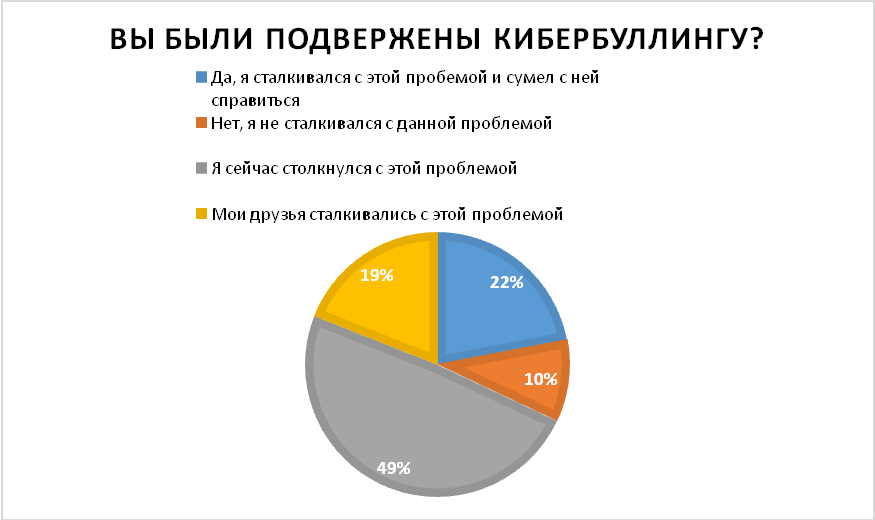 ВЫ БЫЛИ ПОДВЕРЖЕНЫ КИБЕРБУЛЛИНГУ?
Да, я сталкивался с этой пробемой и сумел с ней
справиться
Нет, я не сталкивался с данной проблемой
Я сейчас столкнулся с этой проблемой
Мои друзья сталкивались с этой проблемой
19%
22%
10%
49%